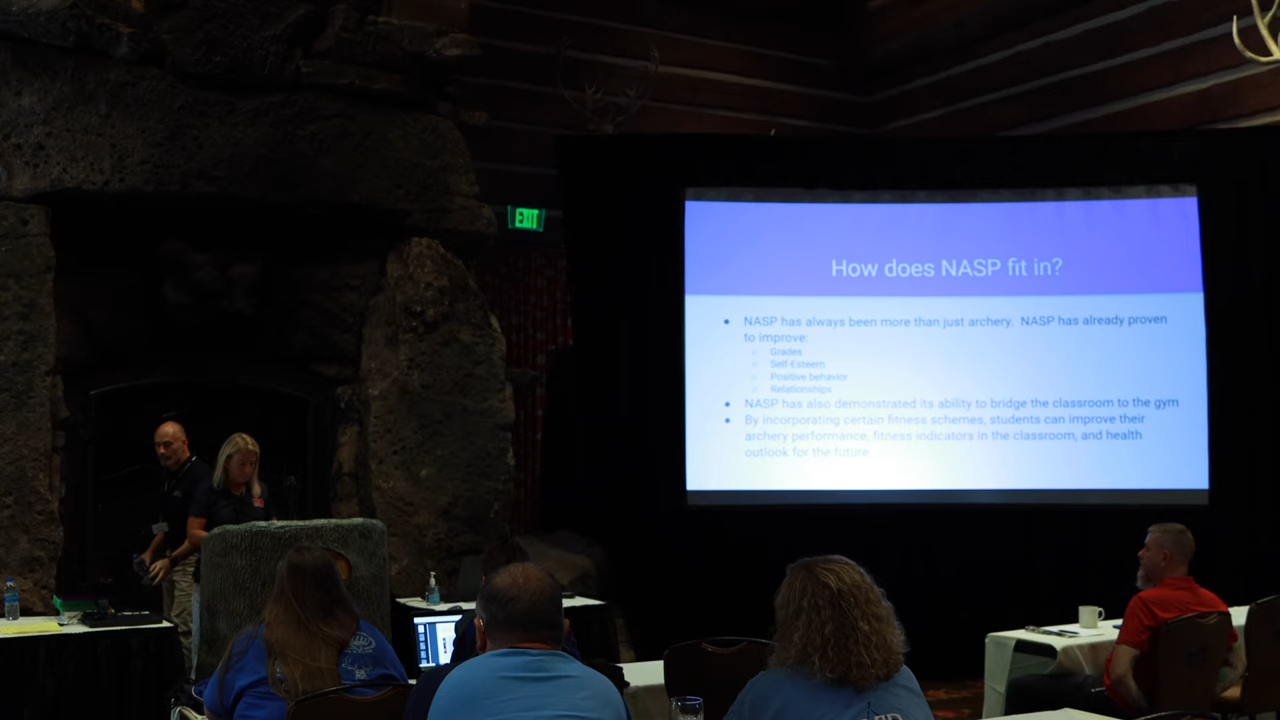 EXIT
How does NASP fit in?
• NASP has always been more than just archery. NASP has already proven
to improve:
○ Grades
○ Self-Esteem
○ Positive behavior
○ Relationships
• NASP has also demonstrated its ability to bridge the classroom to the gym
• By incorporating certain fitness schemes, students can improve their
archery performance, fitness indicators in the classroom, and health
outlook for the future.